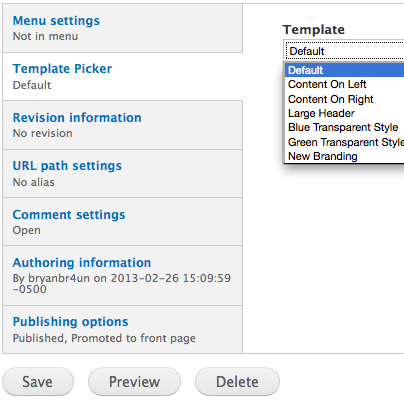 Menu settings
Not in menu
Template Picker
Default
Revision information
No revision
URL path settings
No alias
Comment settings
Open
Authoring information
By bryanbr4un on 2013-02-26 15:09:59
-0500
Publishing options
Published, Promoted to front page
Template
Default
Default
Content On Left
Content On Right
Large Header
Blue Transparent Style
Green Transparent Style
New Branding
Save
Preview
Delete